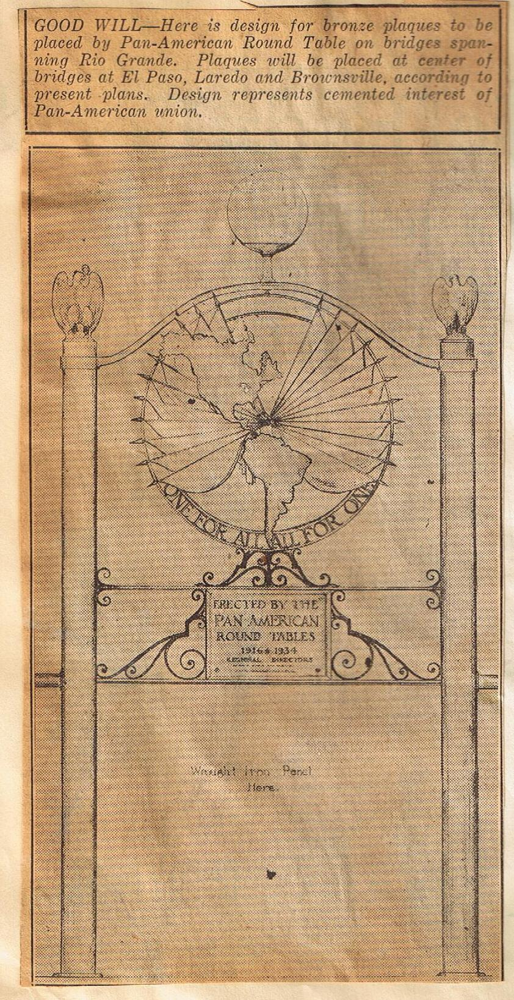 GOOD WILL—Here is design for bronze plaques to be
placed by Pan-American Round Table on bridges span-
ning Rio Grande. Plaques will be placed at center of
bridges at El Paso, Laredo and Brownsville, according to
present plans. Design represents cemented interest of
Pan-American union.
ONE FOR ALL ALL FOR ONE
ERECTED BY THE
PAN AMERICAN
ROUND TABLES
1916 1934
REGIONAL DIRECTORS
Wrought Iron Panel
Here.